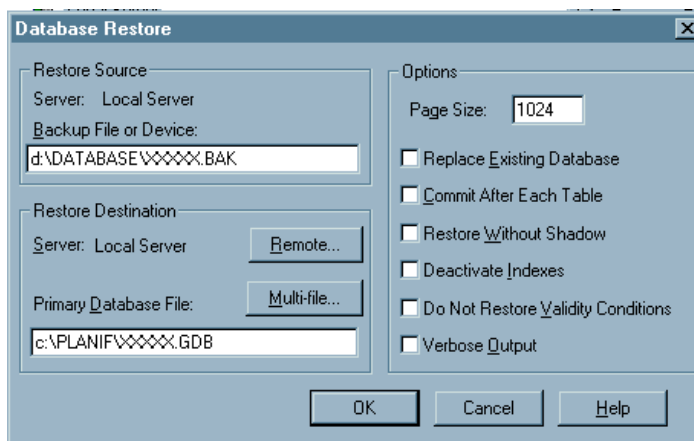 Database Restore
Restore Source
Server: Local Server
Backup File or Device:
d:\DATABASE\XXXXX.BAK
Restore Destination
Server: Local Server
Remote...
Primary Database File:
Multi-file...
c:\PLANIF\XXXXX.GDB
Options
Page Size: 1024
Replace Existing Database
Commit After Each Table
Restore Without Shadow
Deactivate Indexes
Do Not Restore Validity Conditions
Verbose Output
OK
Cancel
Help